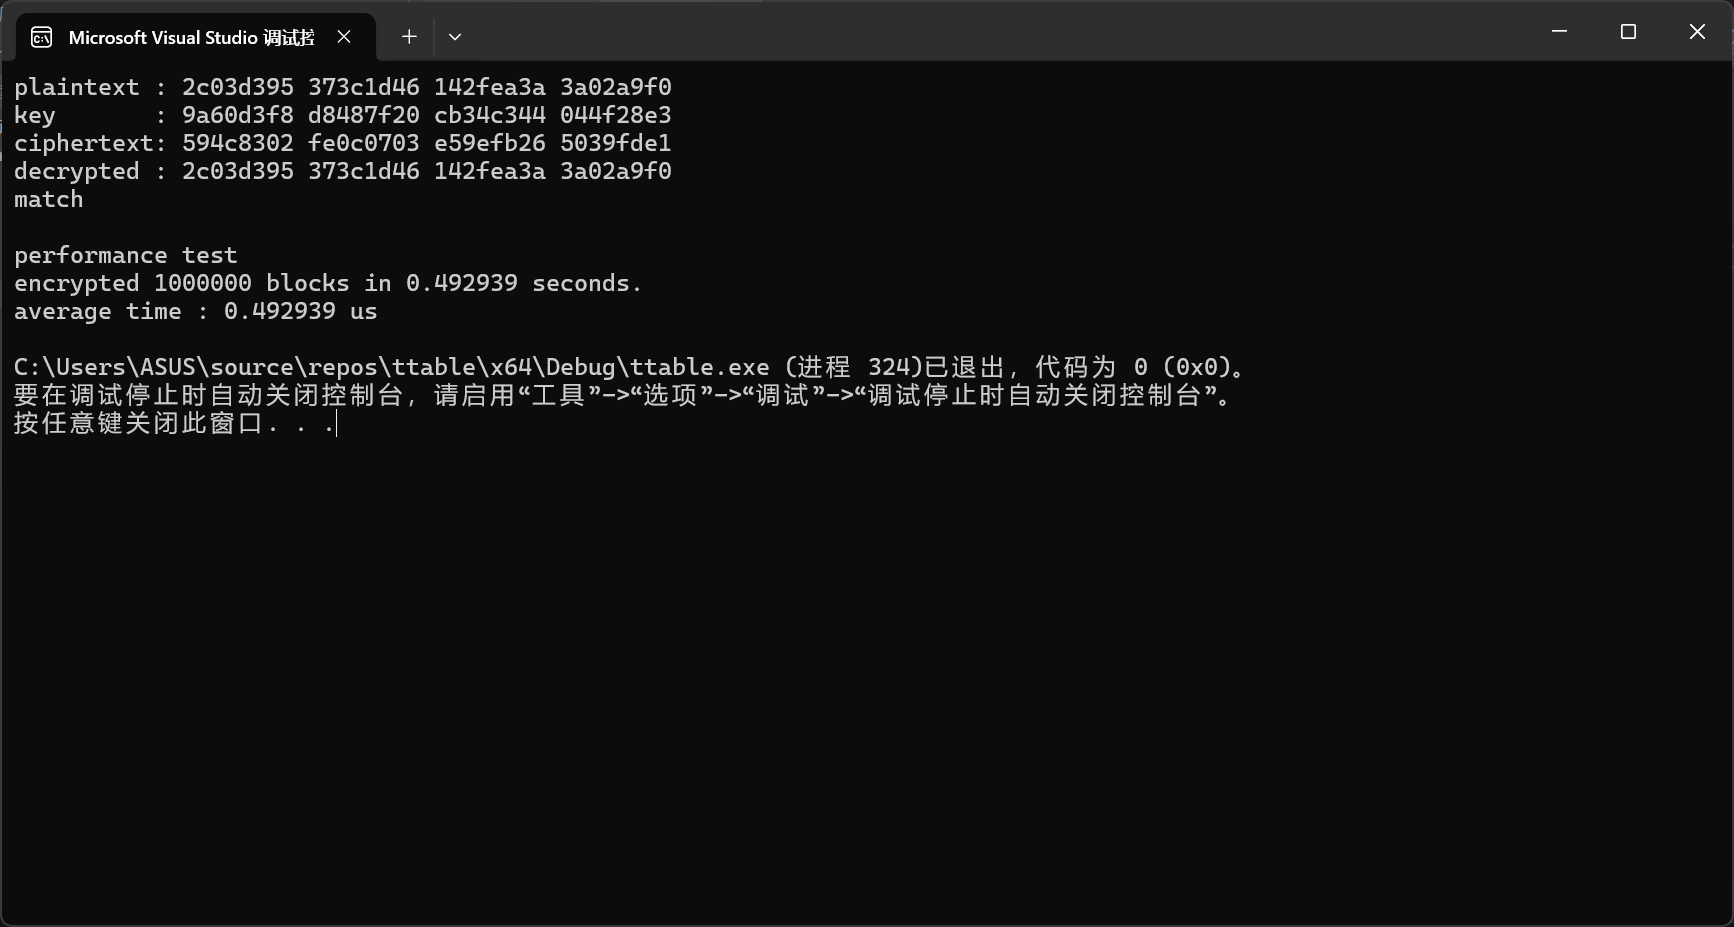 Microsoft Visual Studio 调试控
plaintext : 2c03d395 373c1d46 142fea3a 3a02a9f0
key       : 9a60d3f8 d8487f20 cb34c344 044f28e3
ciphertext: 594c8302 fe0c0703 e59efb26 5039fde1
decrypted : 2c03d395 373c1d46 142fea3a 3a02a9f0
match
performance test
encrypted 1000000 blocks in 0.492939 seconds.
average time : 0.492939 us
C:\Users\ASUS\source\repos\ttable\x64\Debug\ttable.exe (进程 324)已退出，代码为 0 (0x0)。
要在调试停止时自动关闭控制台，请启用“工具”->“选项”->“调试”->“调试停止时自动关闭控制台”。
按任意键关闭此窗口. . .